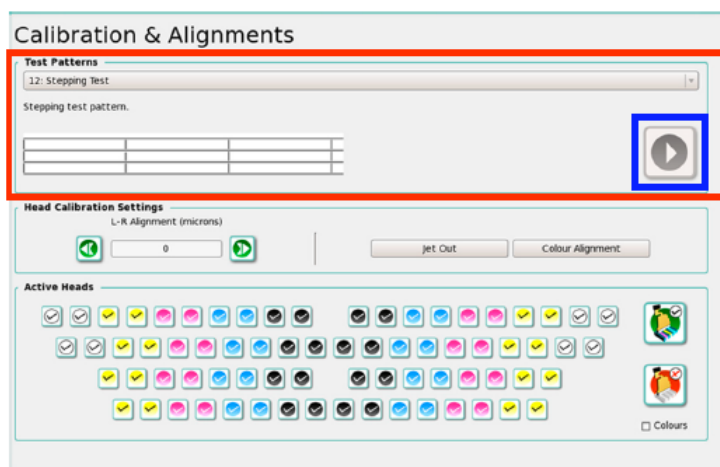 Calibration & Alignments
Test Patterns
12: Stepping Test
Stepping test pattern.
Head Calibration Settings
L-R Alignment (microns)
0
Jet Out
Colour Alignment
Active Heads
Colours